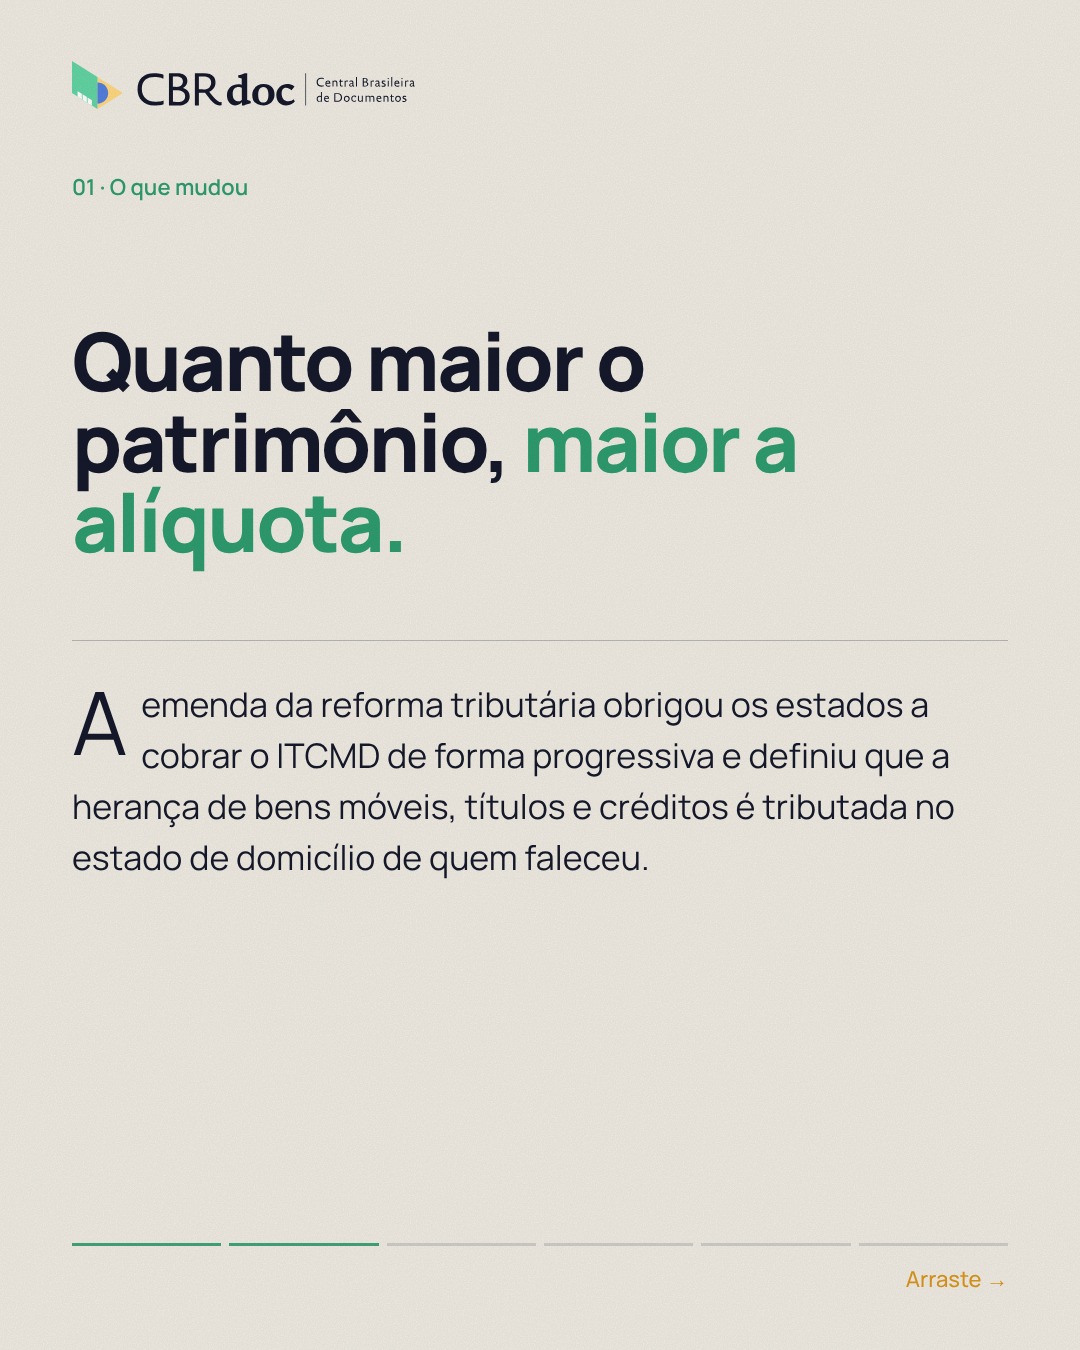 CBRdoc
Central Brasileira
de Documentos
01 · O que mudou
Quanto maior o
patrimônio, maior a
alíquota.
A emenda da reforma tributária obrigou os estados a
cobrar o ITCMD de forma progressiva e definiu que a
herança de bens móveis, títulos e créditos é tributada no
estado de domicílio de quem faleceu.
Arraste →